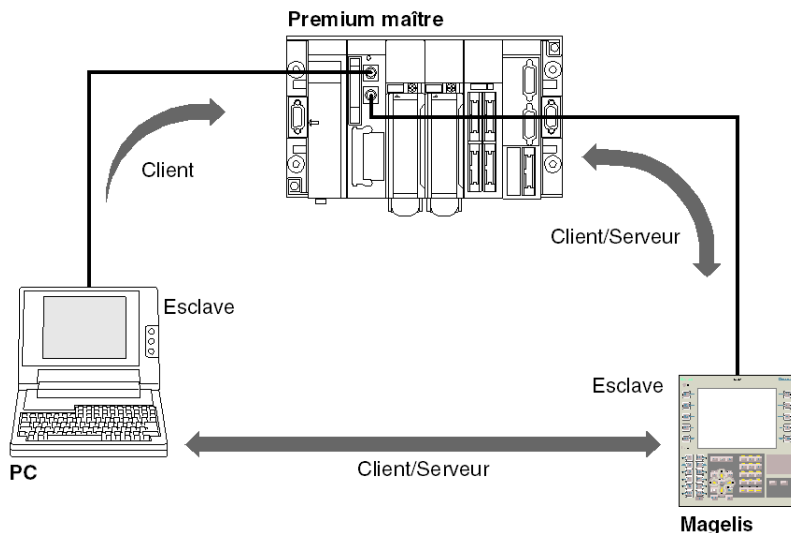 Premium maître
Client
Client/Serveur
Esclave
Esclave
Client/Serveur
PC
Magelis